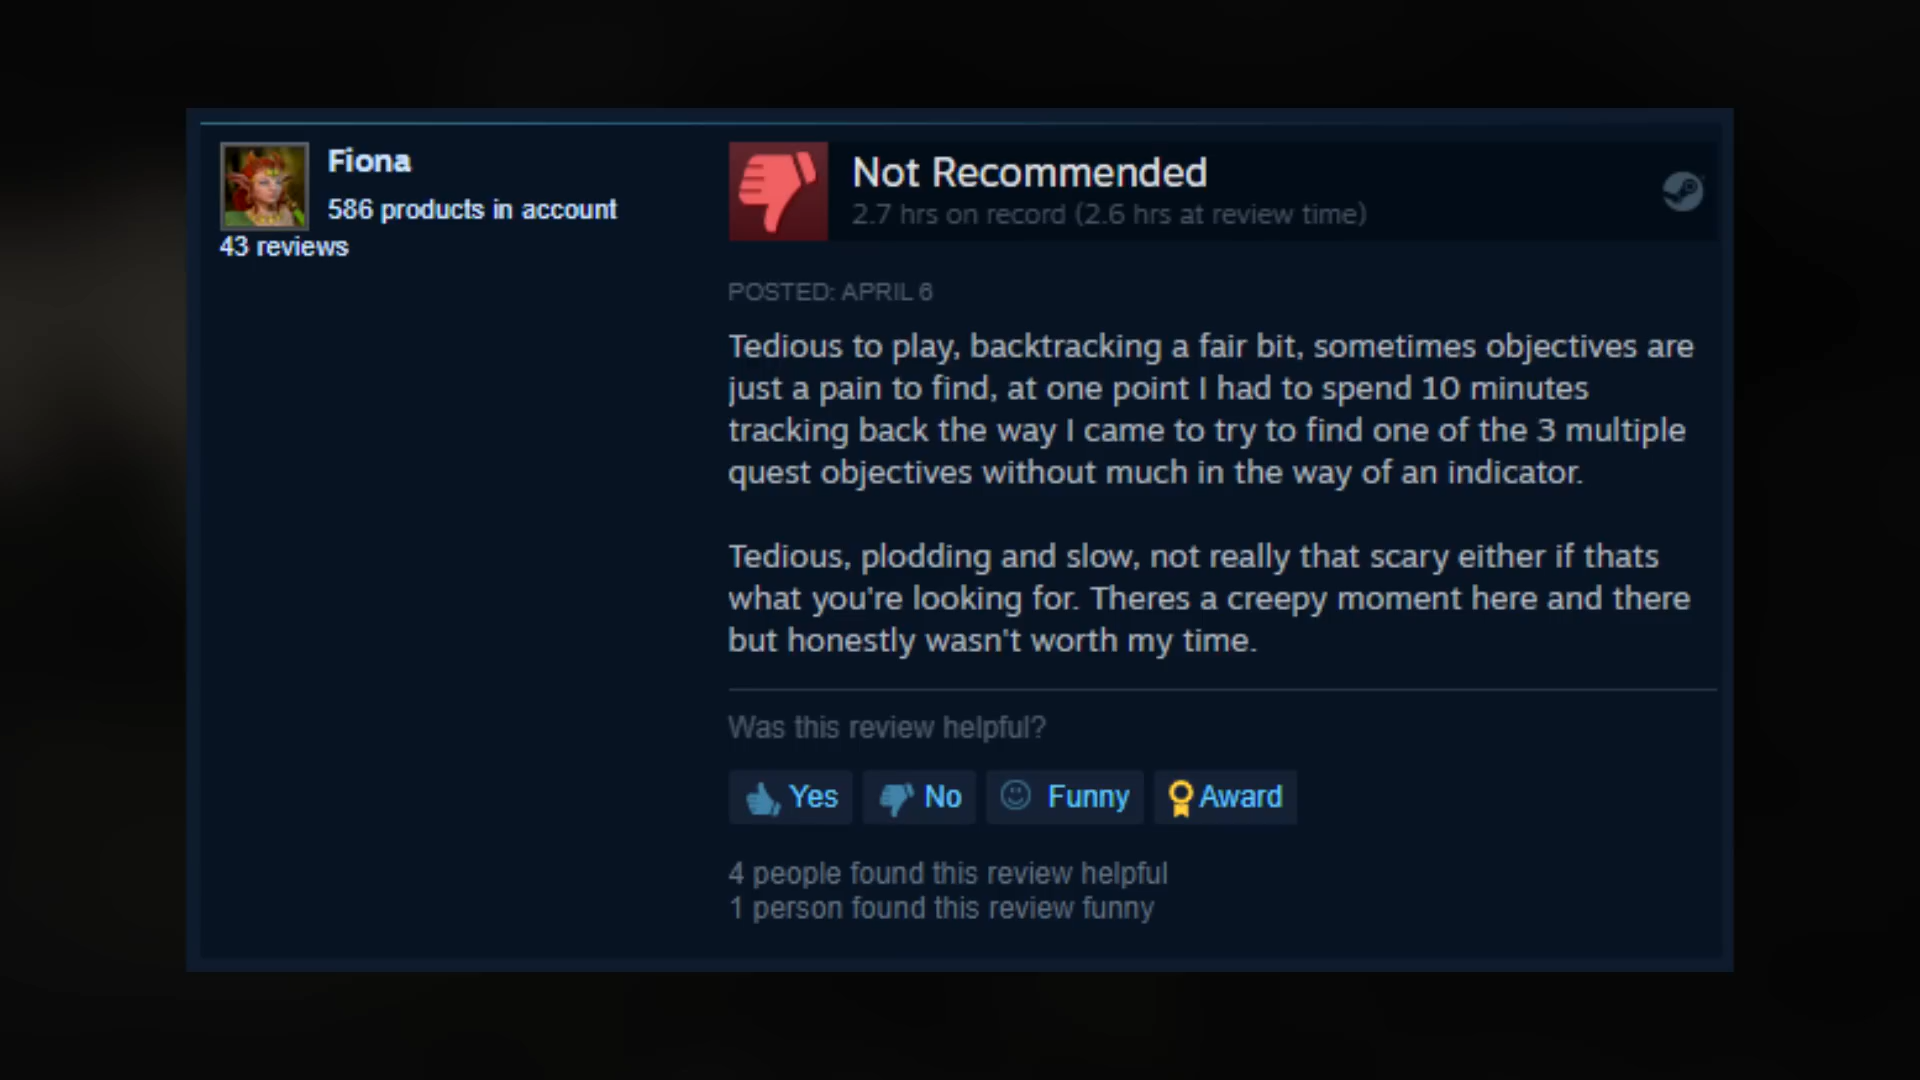 Fiona
586 products in account
43 reviews
Not Recommended
2.7 hrs on record (2.6 hrs at review time)
POSTED: APRIL 6
Tedious to play, backtracking a fair bit, sometimes objectives are
just a pain to find, at one point I had to spend 10 minutes
tracking back the way I came to try to find one of the 3 multiple
quest objectives without much in the way of an indicator.
Tedious, plodding and slow, not really that scary either if thats
what you're looking for. Theres a creepy moment here and there
but honestly wasn't worth my time.
Was this review helpful?
Yes No Funny Award
4 people found this review helpful
1 person found this review funny